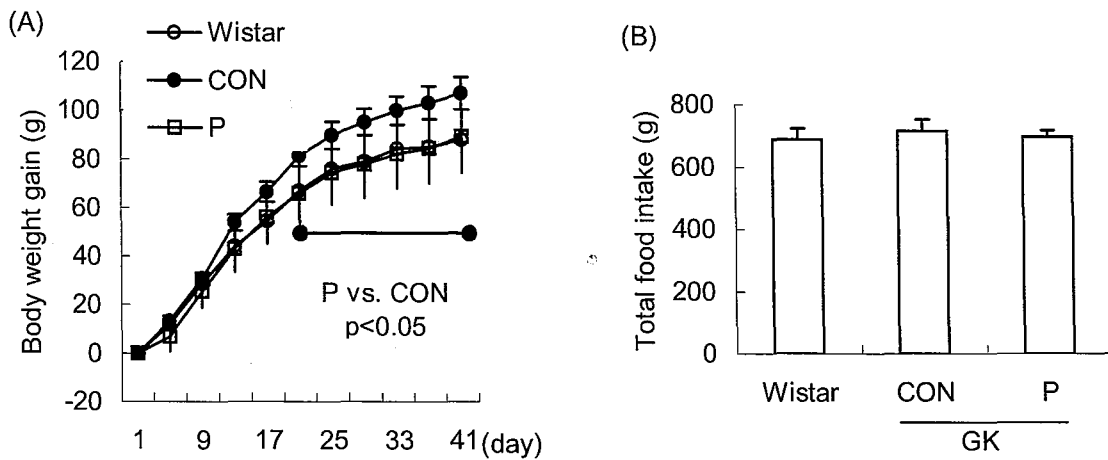 (A)
Wistar
CON
P
Body weight gain (g)
120
100
80
60
40
20
0
-20
1 9 17 25 33 41 (day)
P vs. CON
p<0.05
(B)
Total food intake (g)
800
600
400
200
0
Wistar CON P
GK